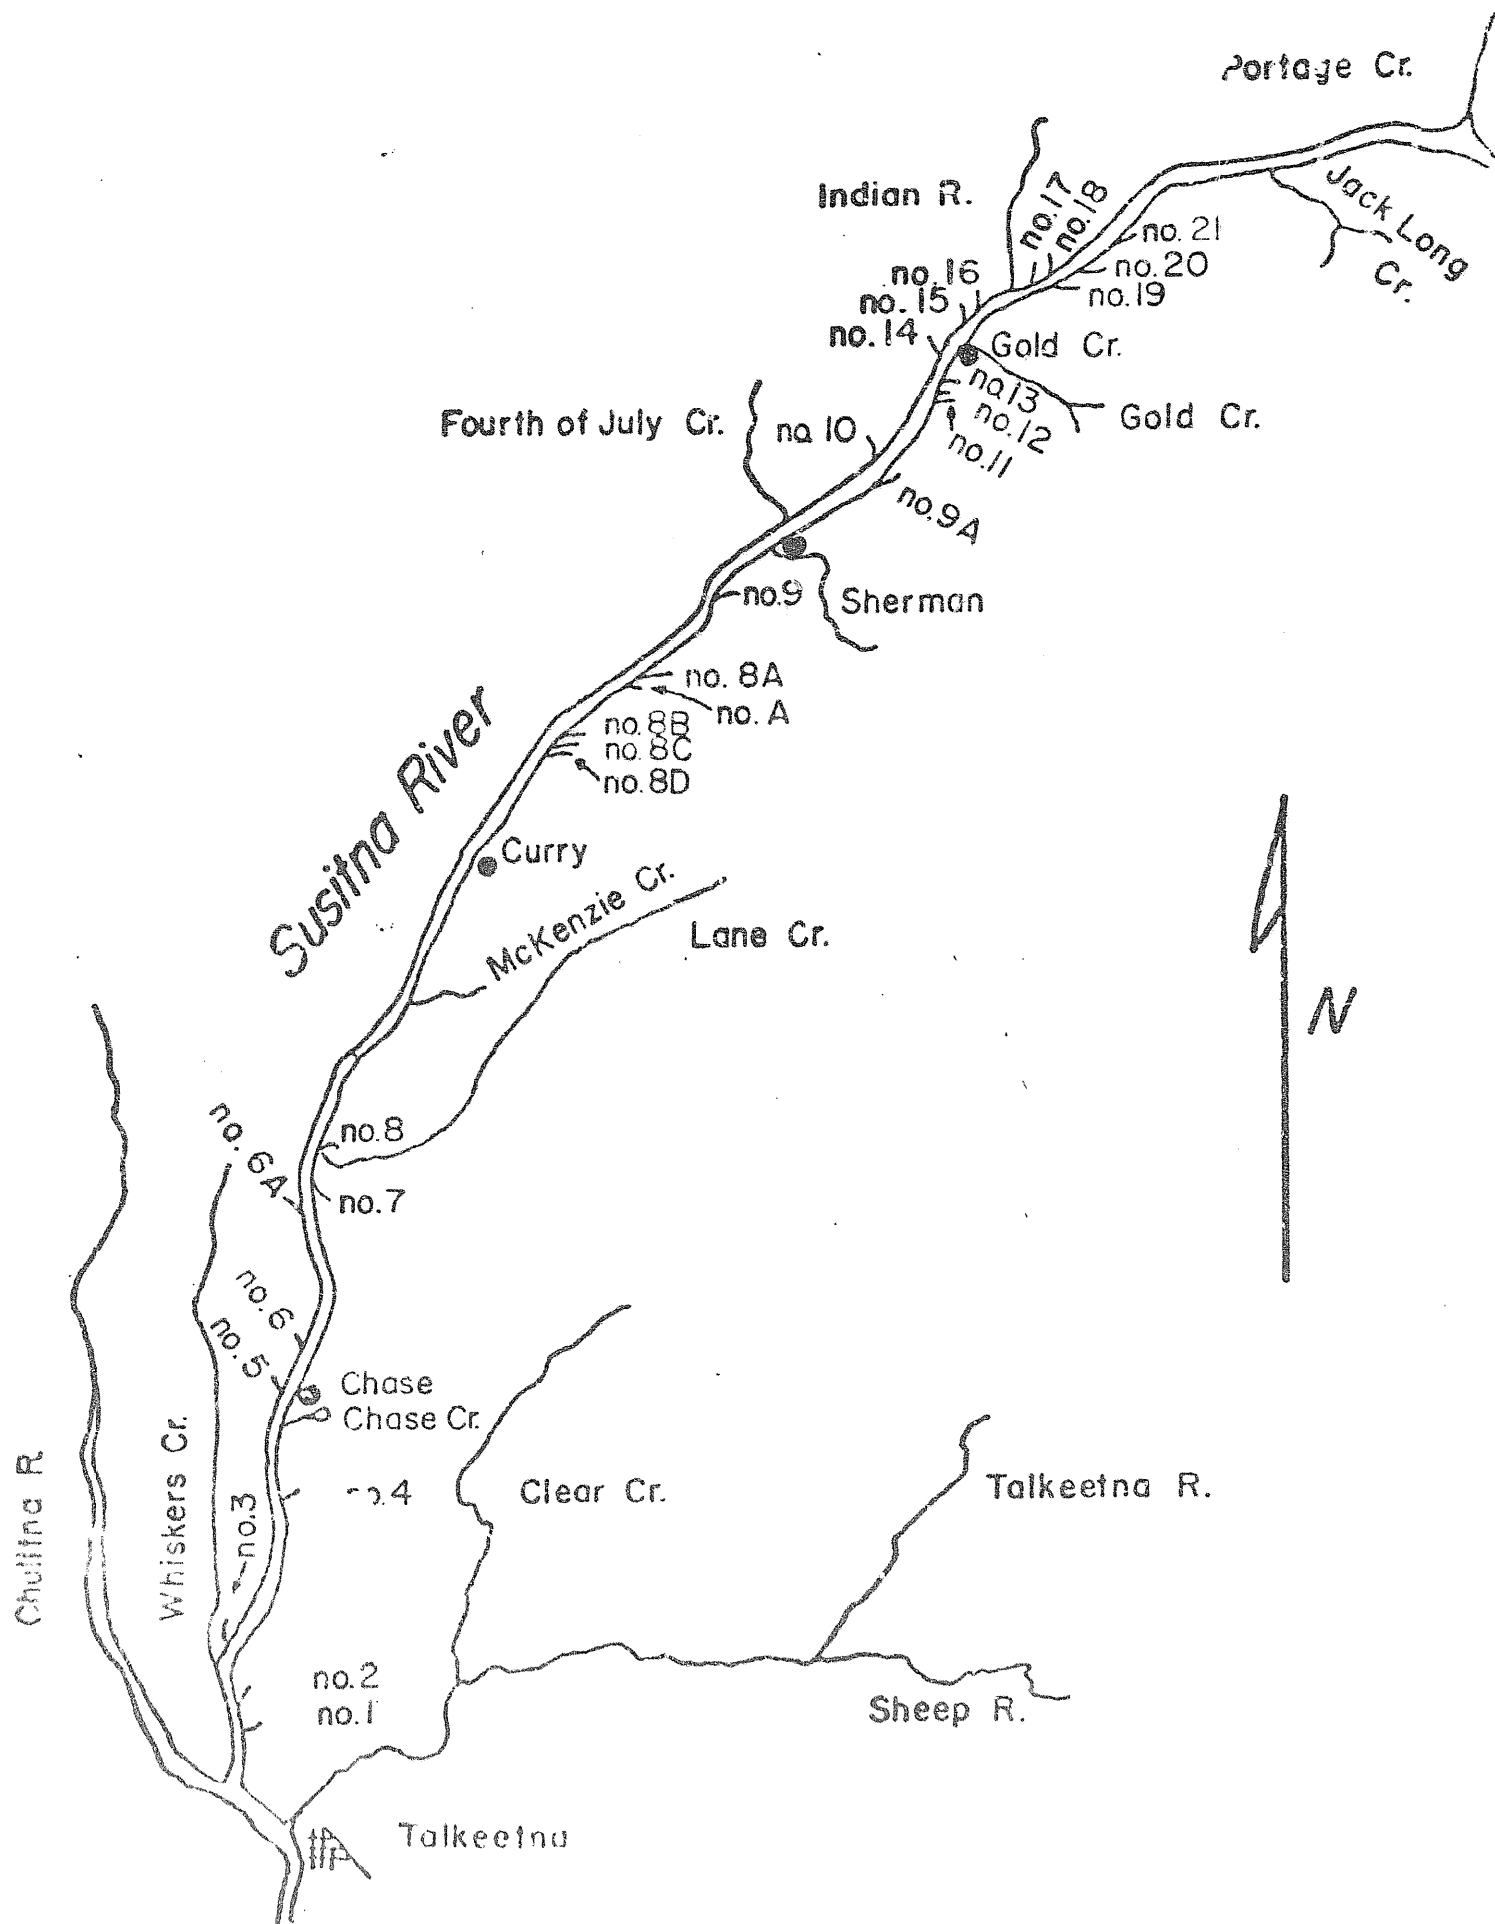 Portage Cr.
Indian R.
no.17
no.18
Jack Long
Cr.
no. 21
no. 20
no. 19
no. 16
no. 15
no. 14
Gold Cr.
no 13
no. 12
no. 11
Gold Cr.
Fourth of July Cr.
no 10
no. 9A
no. 9
Sherman
no. 8A
no. A
no. 8B
no. 8C
no. 8D
Susitna River
Curry
McKenzie Cr.
Lane Cr.
N
no. 8
no. 6A
no. 7
no. 6
no. 5
Chase
Chase Cr.
Chulitna R.
Whiskers Cr.
no.3
.4
Clear Cr.
Talkeetna R.
no. 2
no. 1
Sheep R.
Talkeetna